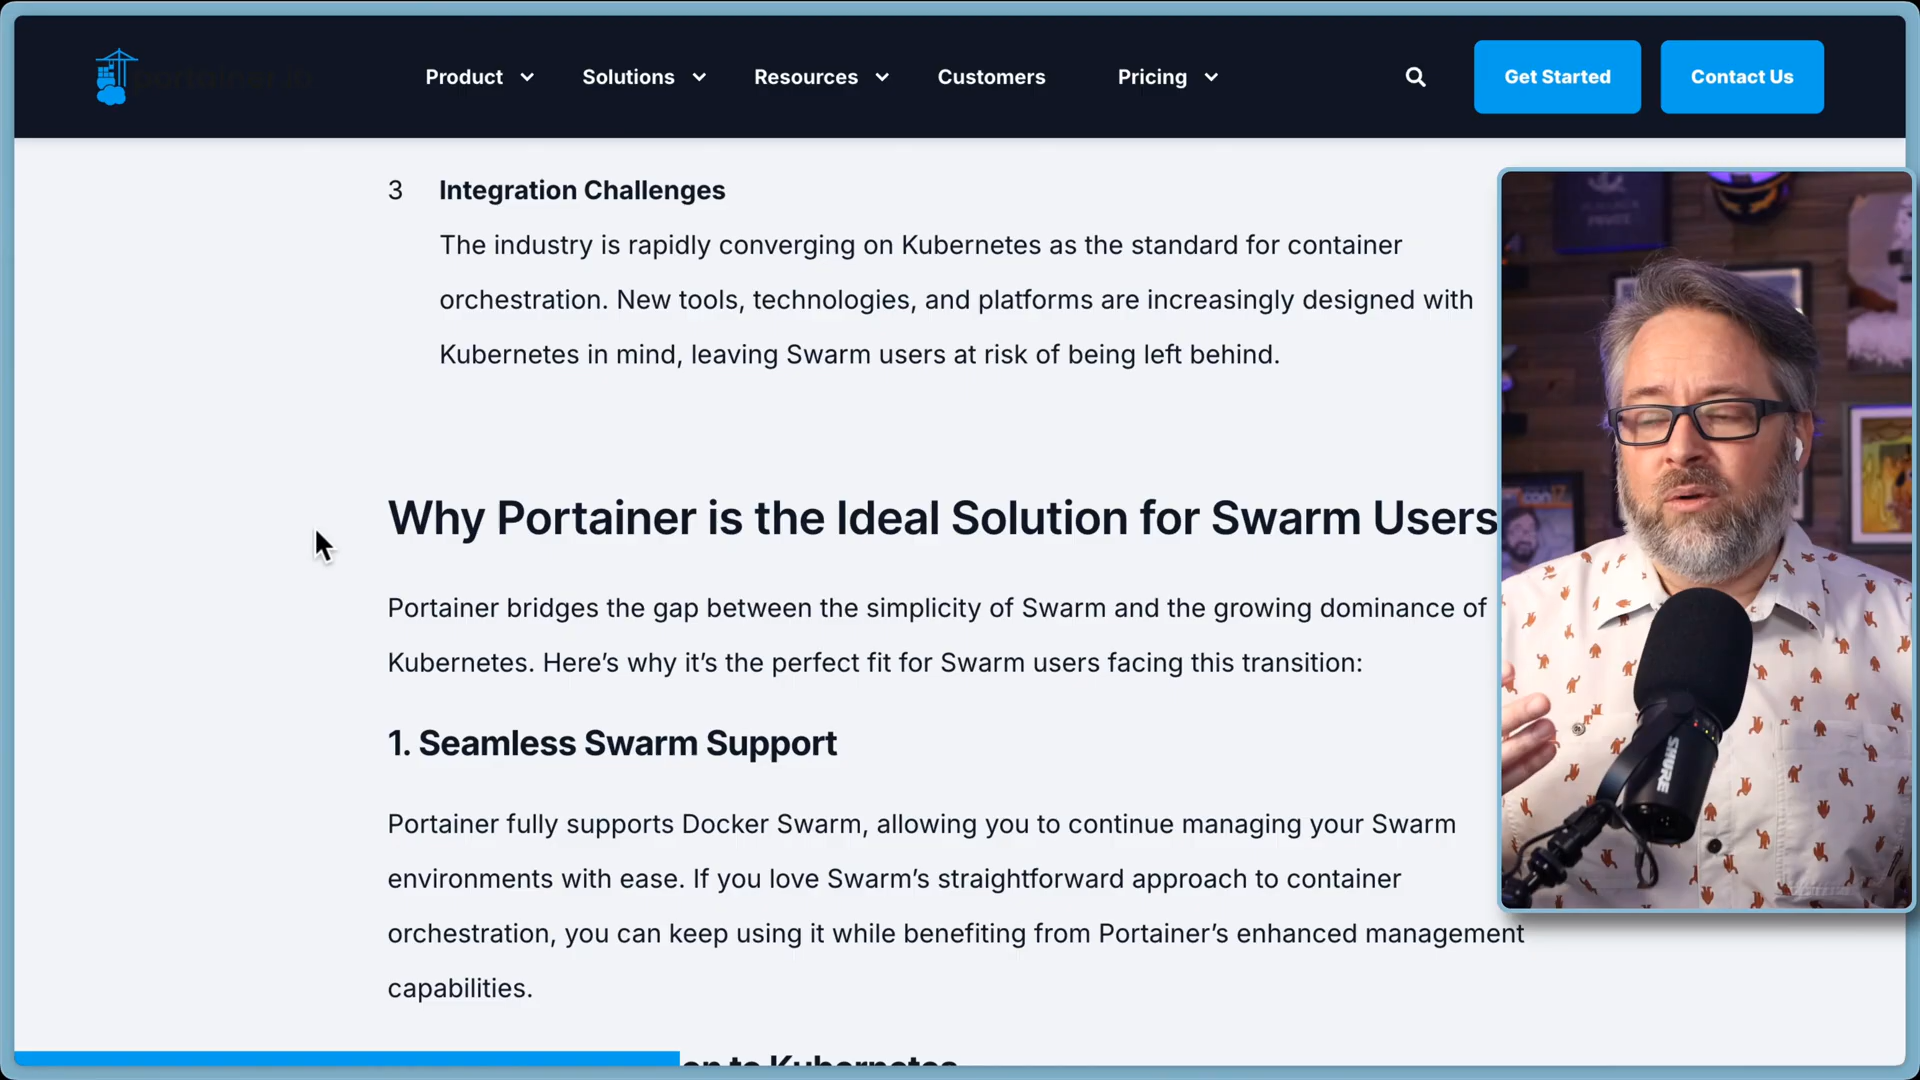 portainer.io
Product
Solutions
Resources
Customers
Pricing
Get Started
Contact Us
3 Integration Challenges
The industry is rapidly converging on Kubernetes as the standard for container
orchestration. New tools, technologies, and platforms are increasingly designed with
Kubernetes in mind, leaving Swarm users at risk of being left behind.
Why Portainer is the Ideal Solution for Swarm Users
Portainer bridges the gap between the simplicity of Swarm and the growing dominance of
Kubernetes. Here’s why it’s the perfect fit for Swarm users facing this transition:
1. Seamless Swarm Support
Portainer fully supports Docker Swarm, allowing you to continue managing your Swarm
environments with ease. If you love Swarm’s straightforward approach to container
orchestration, you can keep using it while benefiting from Portainer’s enhanced management
capabilities.
to Kubernetes
SHURE